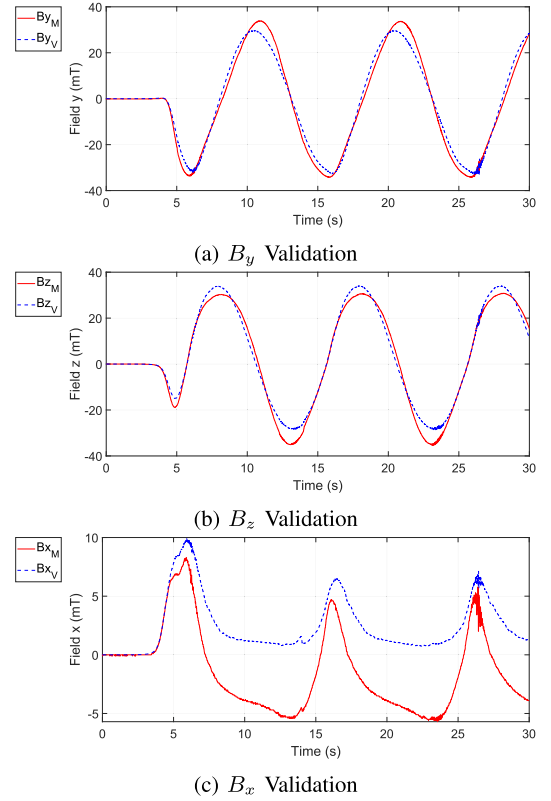 By_M
By_V
40
20
0
-20
-40
Field y (mT)
0 5 10 15 20 25 30
Time (s)
(a) B_y Validation
Bz_M
Bz_V
40
20
0
-20
-40
Field z (mT)
0 5 10 15 20 25 30
Time (s)
(b) B_z Validation
Bx_M
Bx_V
10
5
0
-5
Field x (mT)
0 5 10 15 20 25 30
Time (s)
(c) B_x Validation